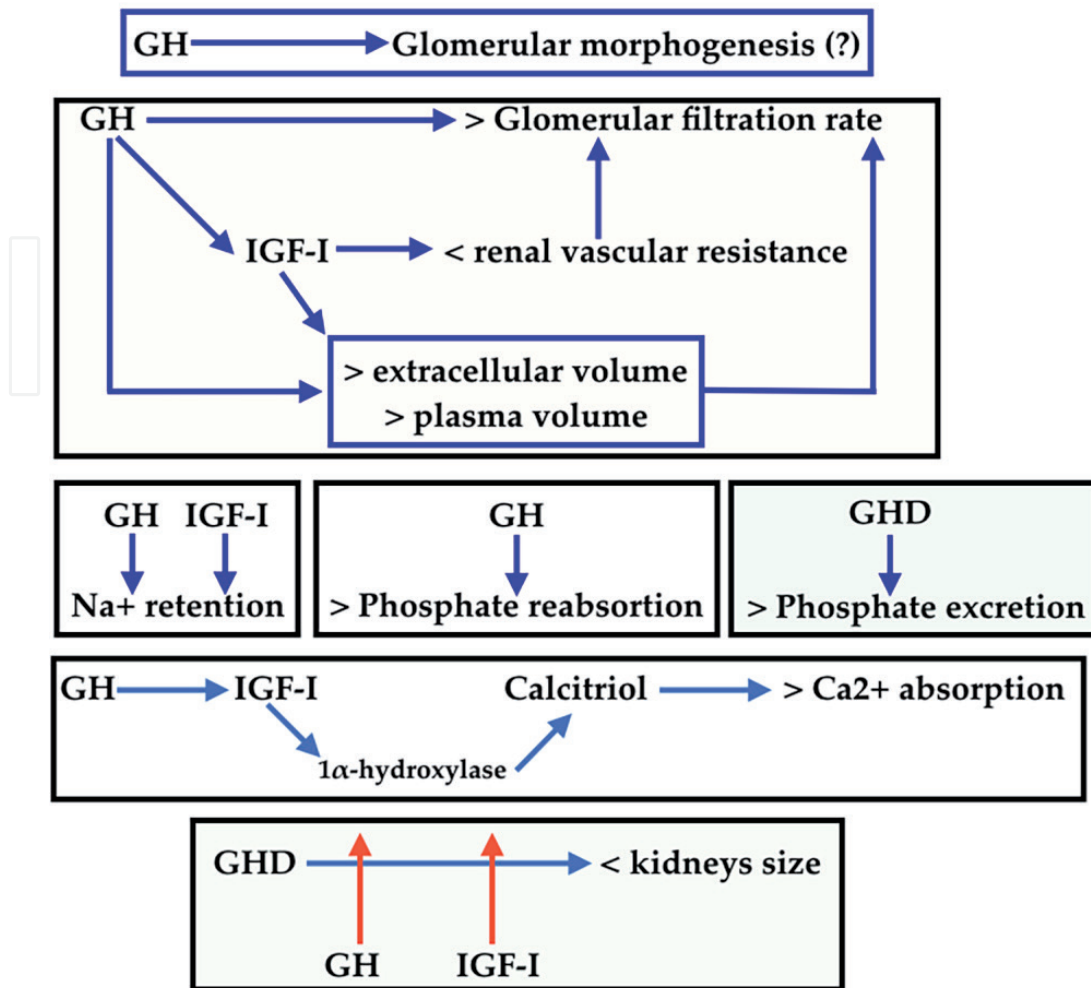 GH Glomerular morphogenesis (?)
GH > Glomerular filtration rate
IGF-I < renal vascular resistance
> extracellular volume
> plasma volume
GH IGF-I
Na+ retention
GH
> Phosphate reabsortion
GHD
> Phosphate excretion
GH IGF-I Calcitriol > Ca2+ absorption
1α-hydroxylase
GHD < kidneys size
GH IGF-I